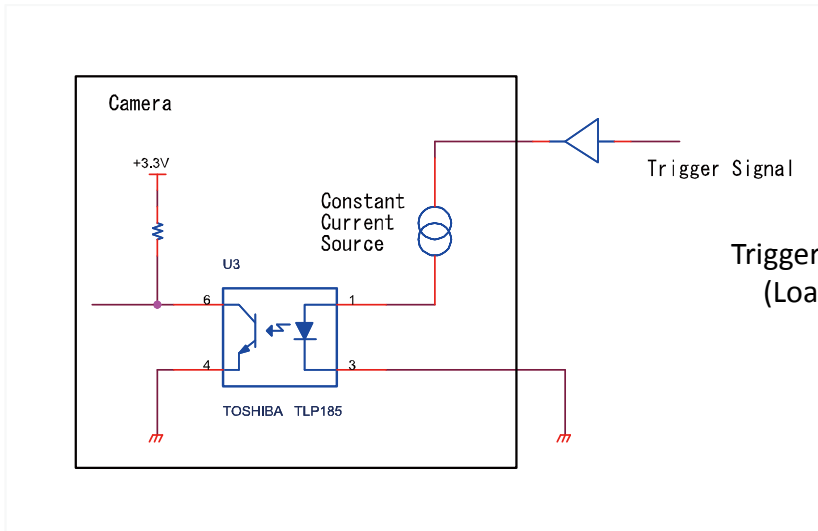 Camera
+3.3V
Trigger Signal
Constant
Current
Source
Trigger
(Loa
U3
6
1
4
3
TOSHIBA TLP185